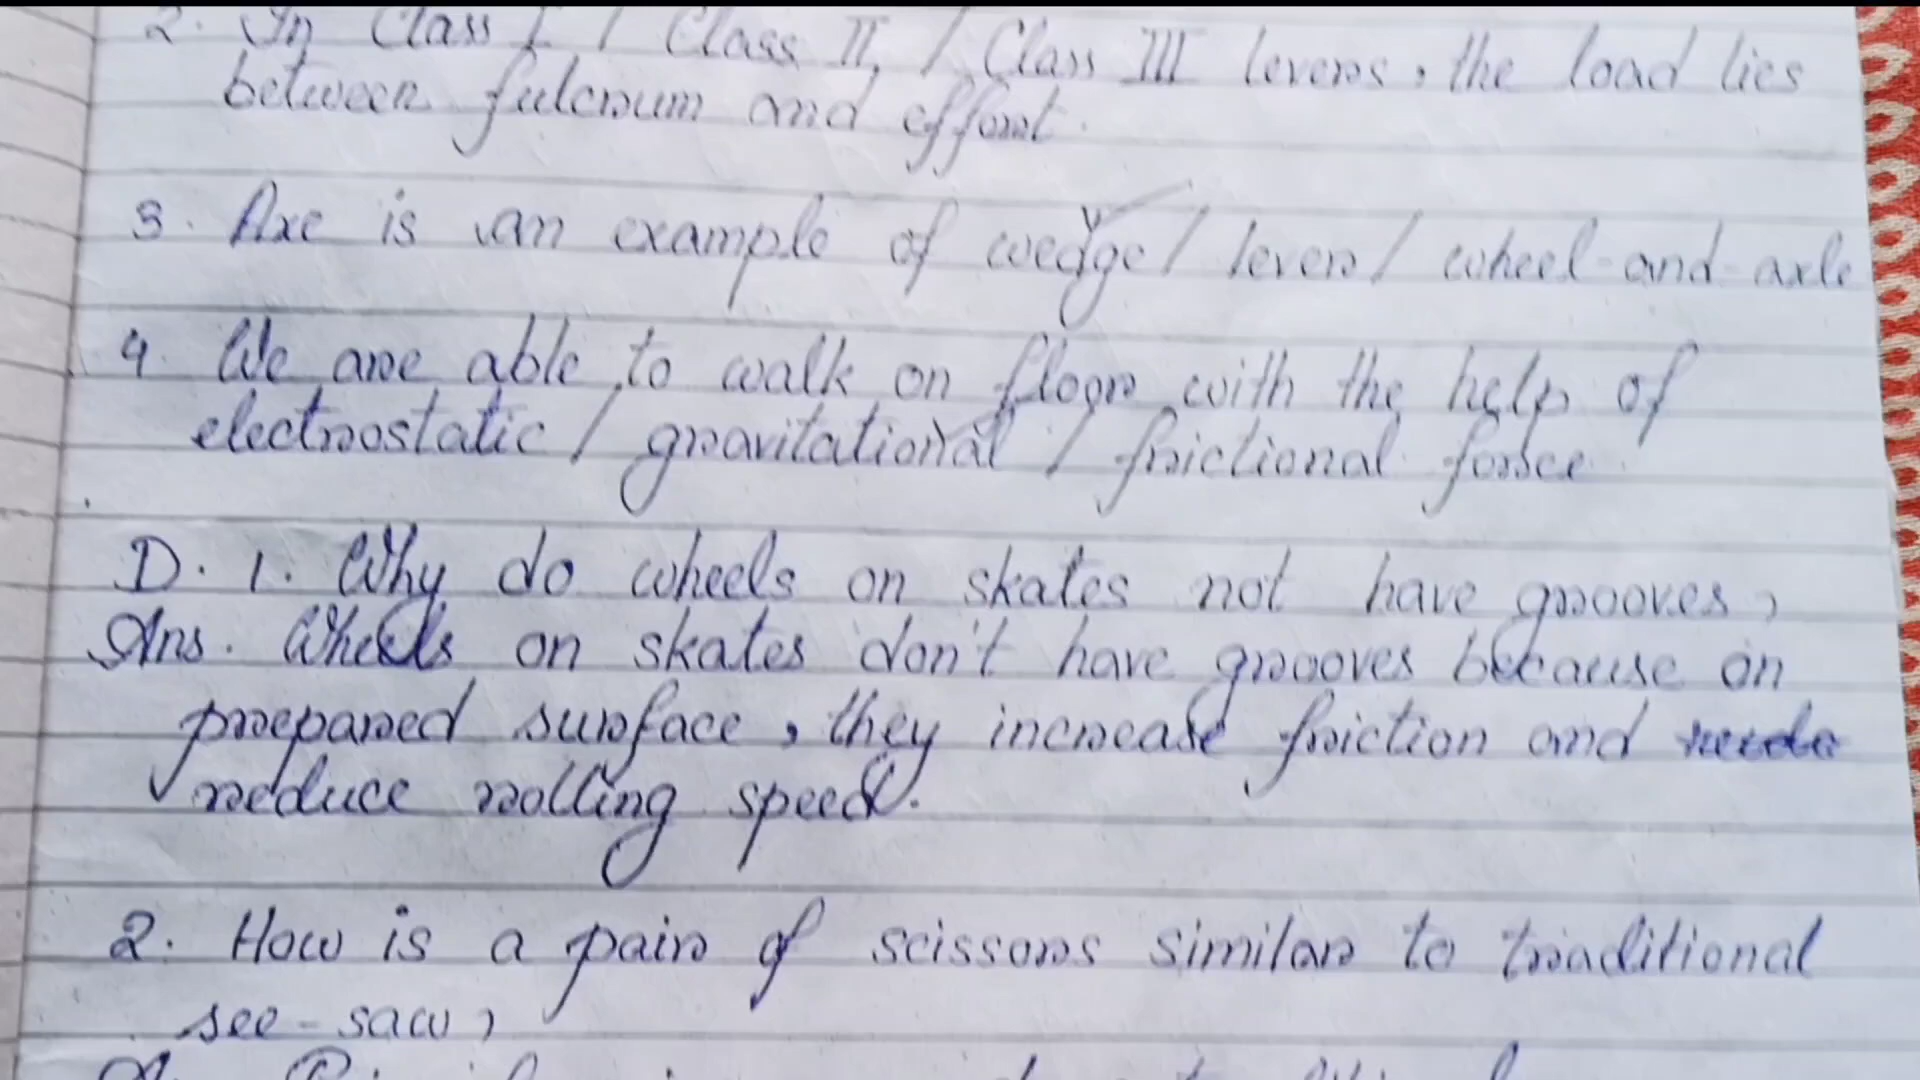 2. In Class I / Class II / Class III levers, the load lies
between fulcrum and effort.
3. Axe is an example of wedge / lever / wheel-and-axle
4. We are able to walk on floor with the help of
electrostatic / gravitational / frictional force.
D. 1. Why do wheels on skates not have grooves?
Ans. Wheels on skates don't have grooves because on
prepared surface, they increase friction and
reduce rolling speed.
2. How is a pair of scissors similar to traditional
see-saw?